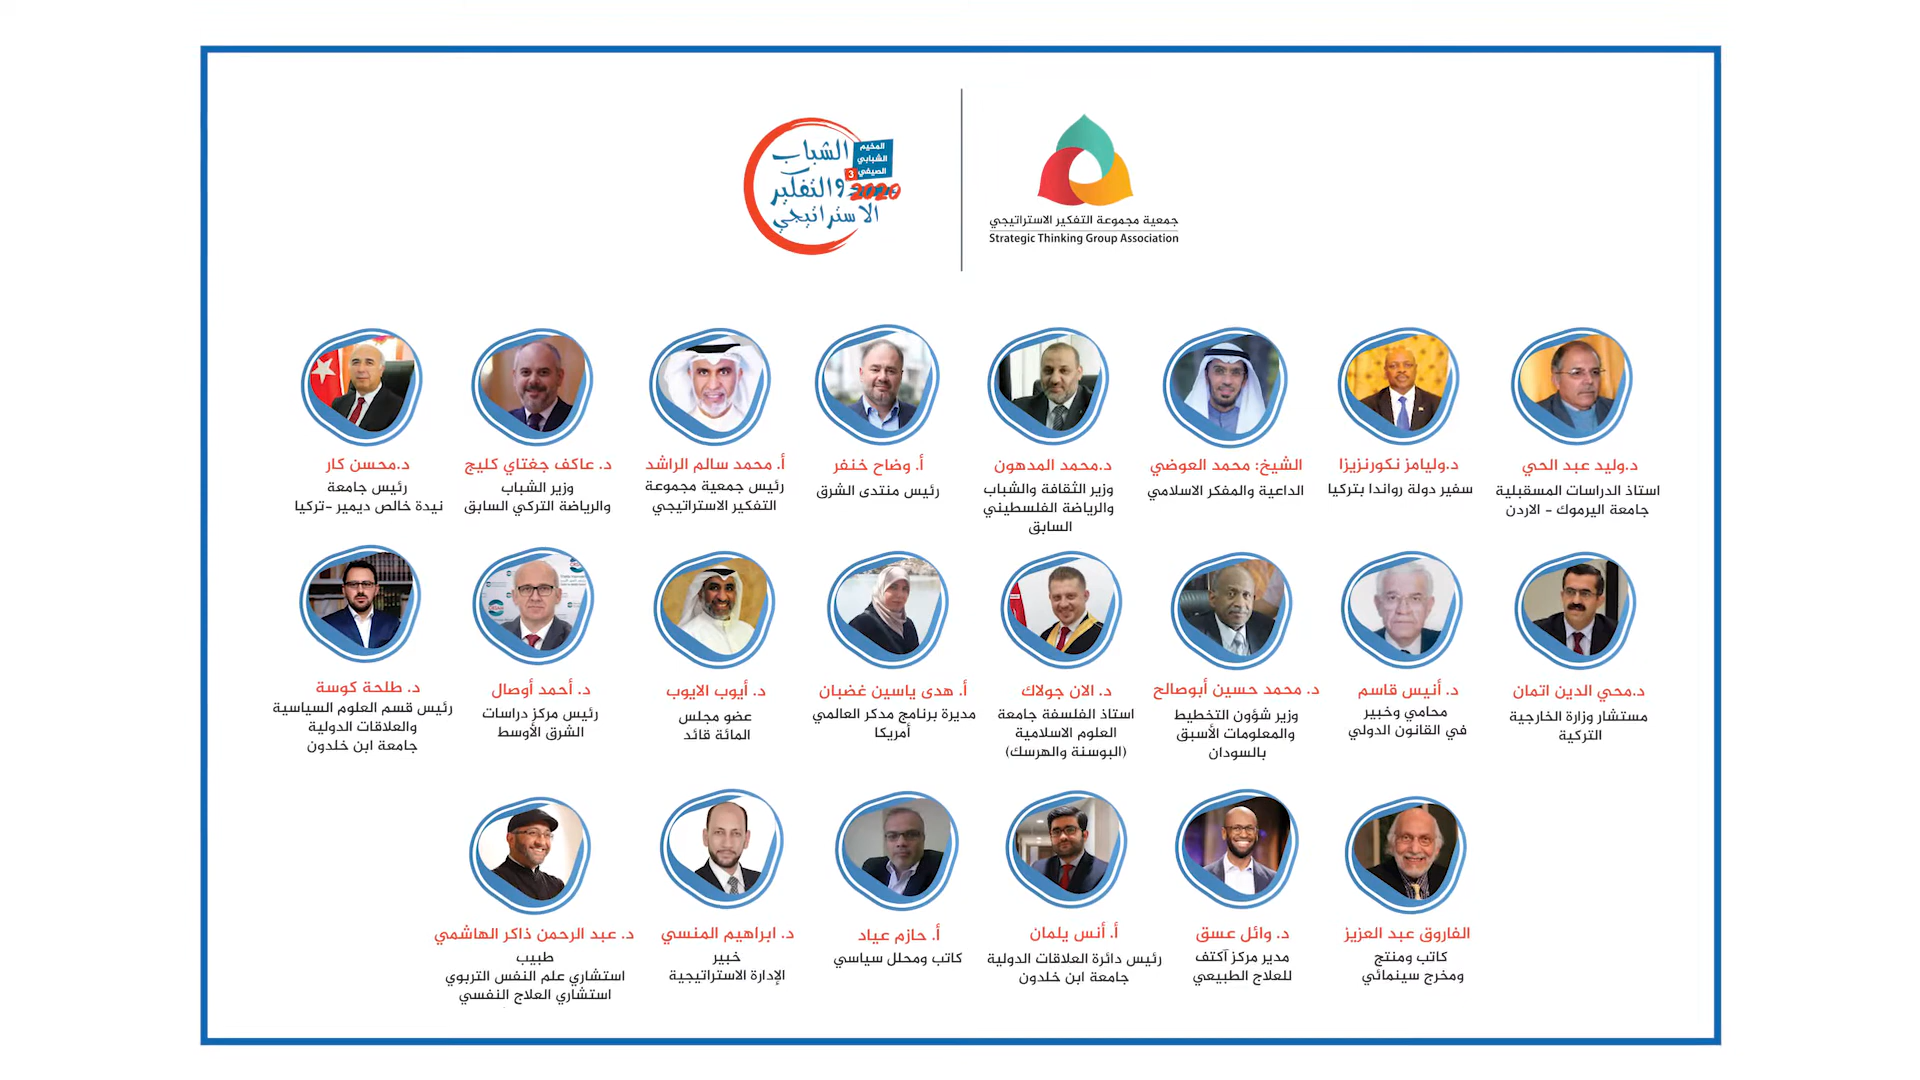 جمعية مجموعة التفكير الاستراتيجي
Strategic Thinking Group Association
المخيم
الشبابي
الصيفي 3
2020
الشباب
والتفكير
الاستراتيجي
د.وليد عبد الحي
استاذ الدراسات المسقبلية
جامعة اليرموك - الاردن
د.وليامز نكورنزيزا
سفير دولة رواندا بتركيا
الشيخ: محمد العوضي
الداعية والمفكر الاسلامي
د.محمد المدهون
وزير الثقافة والشباب
والرياضة الفلسطيني
السابق
أ. وضاح خنفر
رئيس منتدى الشرق
أ. محمد سالم الراشد
رئيس جمعية مجموعة
التفكير الاستراتيجي
د. عاكف جغتاي كليج
وزير الشباب
والرياضة التركي السابق
د.محسن كار
رئيس جامعة
نيدة خالص ديمير -تركيا
د.محي الدين اتمان
مستشار وزارة الخارجية
التركية
د. أنيس قاسم
محامي وخبير
في القانون الدولي
د. محمد حسين أبوصالح
وزير شؤون التخطيط
والمعلومات الأسبق
بالسودان
د. الان جولاك
استاذ الفلسفة جامعة
العلوم الاسلامية
(البوسنة والهرسك)
أ. هدى ياسين غضبان
مديرة برنامج مدكر العالمي
أمريكا
د. أيوب الايوب
عضو مجلس
المائة قائد
د. أحمد أوصال
رئيس مركز دراسات
الشرق الأوسط
د. طلحة كوسة
رئيس قسم العلوم السياسية
والعلاقات الدولية
جامعة ابن خلدون
الفاروق عبد العزيز
كاتب ومنتج
ومخرج سينمائي
د. وائل عسق
مدير مركز آكتف
للعلاج الطبيعي
أ. أنس يلمان
رئيس دائرة العلاقات الدولية
جامعة ابن خلدون
أ. حازم عياد
كاتب ومحلل سياسي
د. ابراهيم المنسي
خبير
الإدارة الاستراتيجية
د. عبد الرحمن ذاكر الهاشمي
طبيب
استشاري علم النفس التربوي
استشاري العلاج النفسي